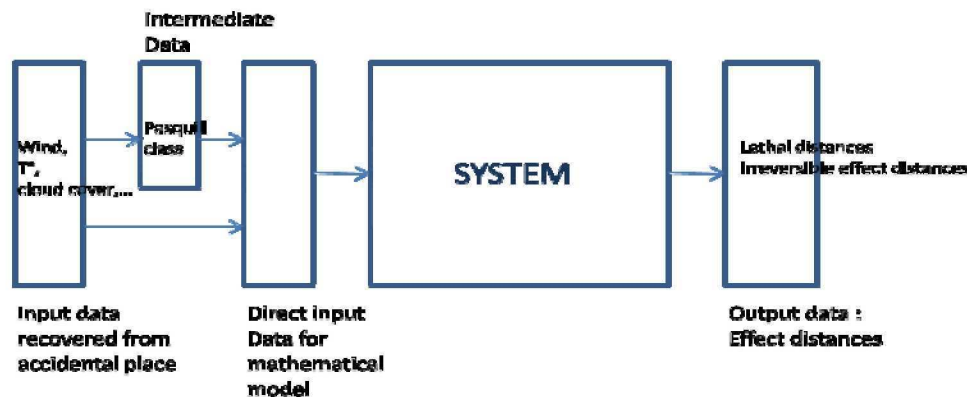 Intermediate
Data
Wind,
T°,
cloud cover,...
Pasquill
class
SYSTEM
Lethal distances
Irreversible effect distances
Input data
recovered from
accidental place
Direct input
Data for
mathematical
model
Output data :
Effect distances